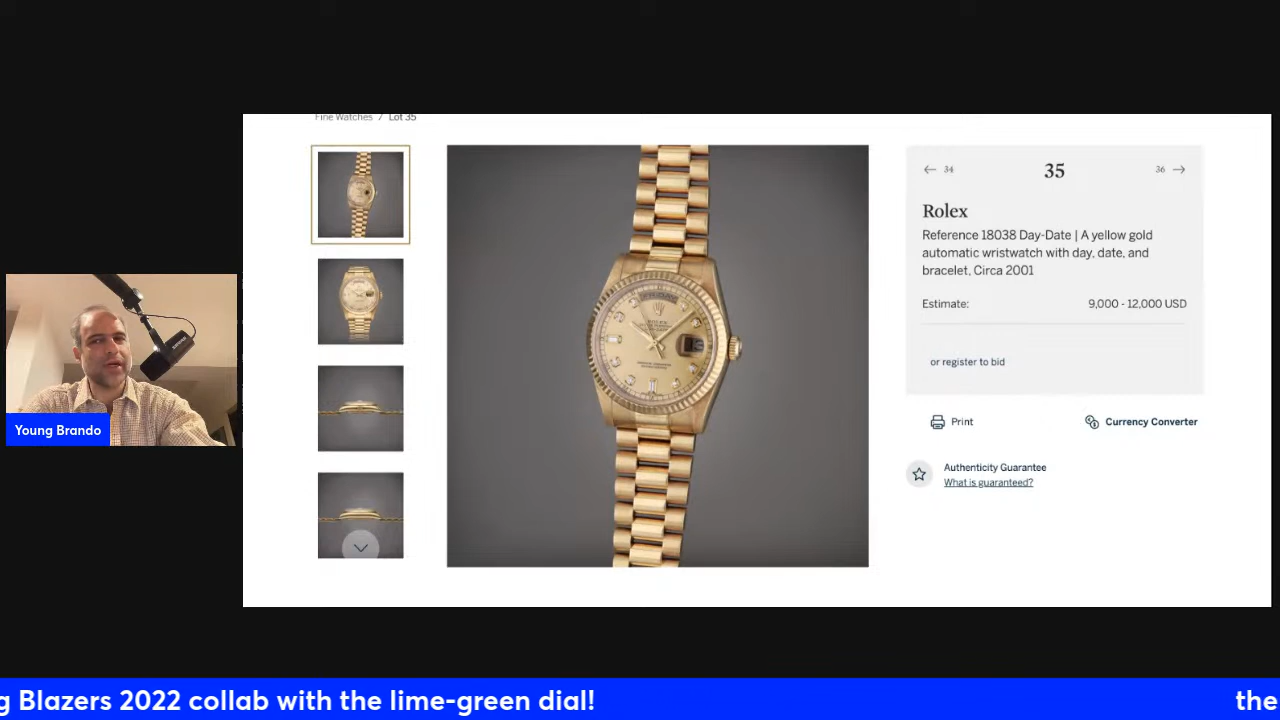 Fine Watches / Lot 35
← 34
35
36 →
Rolex
Reference 18038 Day-Date | A yellow gold
automatic wristwatch with day, date, and
bracelet, Circa 2001
Estimate:
9,000 - 12,000 USD
or register to bid
Print
Currency Converter
Authenticity Guarantee
What is guaranteed?
ROLEX
Young Brando
g Blazers 2022 collab with the lime-green dial!
the